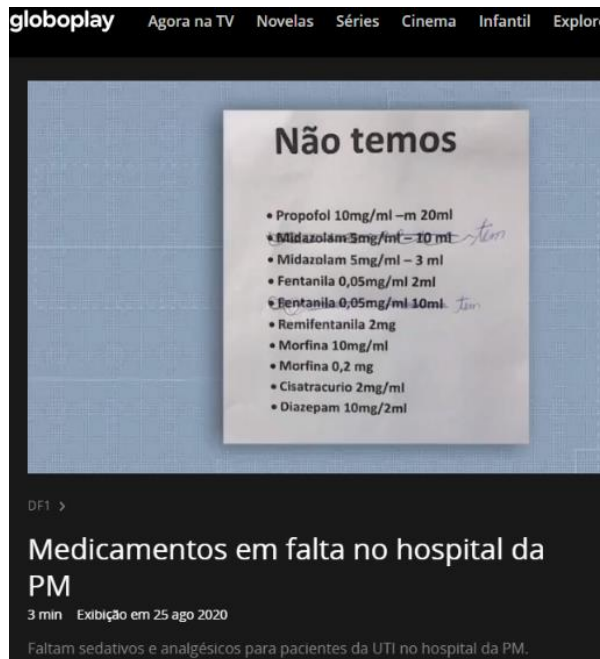 globoplay Agora na TV Novelas Séries Cinema Infantil Explore
Não temos
• Propofol 10mg/ml –m 20ml
• Midazolam 5mg/ml – 10 ml tem
• Midazolam 5mg/ml – 3 ml
• Fentanila 0,05mg/ml 2ml
• Fentanila 0,05mg/ml 10ml tem
• Remifentanila 2mg
• Morfina 10mg/ml
• Morfina 0,2 mg
• Cisatracurio 2mg/ml
• Diazepam 10mg/2ml
DF1 >
Medicamentos em falta no hospital da
PM
3 min Exibição em 25 ago 2020
Faltam sedativos e analgésicos para pacientes da UTI no hospital da PM.